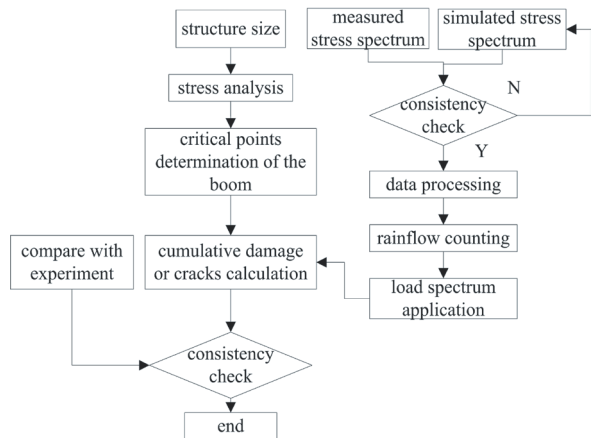 structure size
stress analysis
critical points
determination of the
boom
compare with
experiment
cumulative damage
or cracks calculation
consistency
check
end
measured
stress spectrum
simulated stress
spectrum
N
consistency
check
Y
data processing
rainflow counting
load spectrum
application